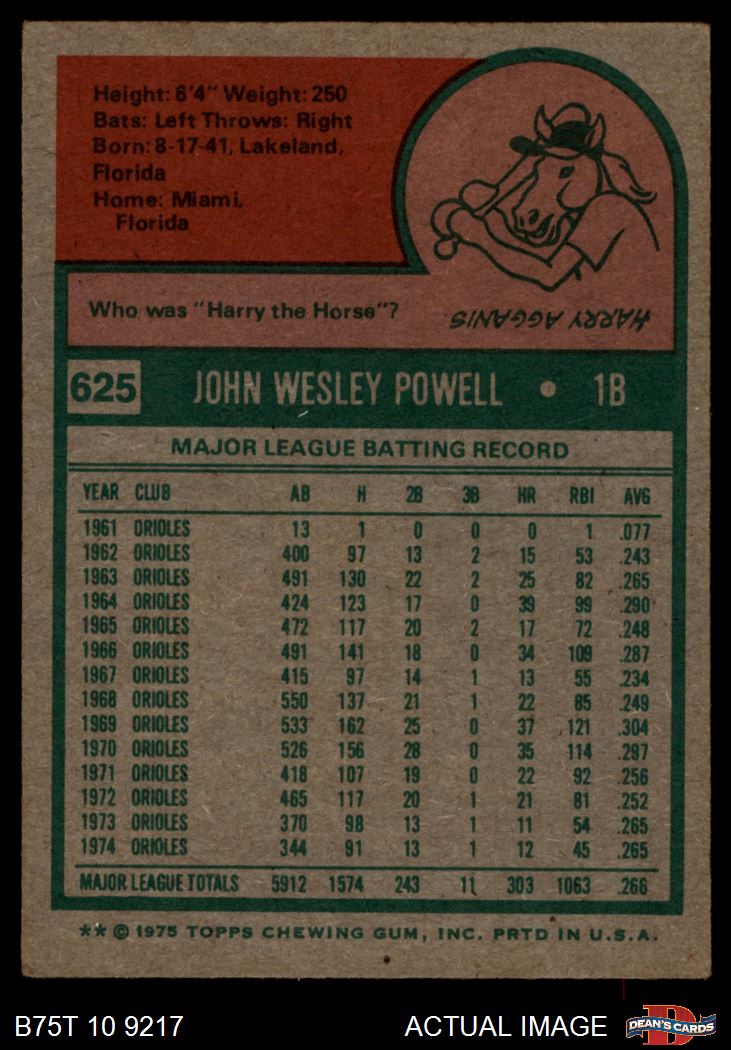 Height: 6'4" Weight: 250
Bats: Left Throws: Right
Born: 8-17-41, Lakeland,
Florida
Home: Miami,
Florida
Who was "Harry the Horse"?
HARRY AGGANIS
625 JOHN WESLEY POWELL • 1B
MAJOR LEAGUE BATTING RECORD
YEAR CLUB AB H 2B 3B HR RBI AVG
1961 ORIOLES 13 1 0 0 0 1 .077
1962 ORIOLES 400 97 13 2 15 53 .243
1963 ORIOLES 491 130 22 2 25 82 .265
1964 ORIOLES 424 123 17 0 39 99 .290
1965 ORIOLES 472 117 20 2 17 72 .248
1966 ORIOLES 491 141 18 0 34 109 .287
1967 ORIOLES 415 97 14 1 13 55 .234
1968 ORIOLES 550 137 21 1 22 85 .249
1969 ORIOLES 533 162 25 0 37 121 .304
1970 ORIOLES 526 156 28 0 35 114 .297
1971 ORIOLES 418 107 19 0 22 92 .256
1972 ORIOLES 465 117 20 1 21 81 .252
1973 ORIOLES 370 98 13 1 11 54 .265
1974 ORIOLES 344 91 13 1 12 45 .265
MAJOR LEAGUE TOTALS 5912 1574 243 11 303 1063 .266
** © 1975 TOPPS CHEWING GUM, INC. PRTD IN U.S.A.
B75T 10 9217 ACTUAL IMAGE DEAN'S CARDS